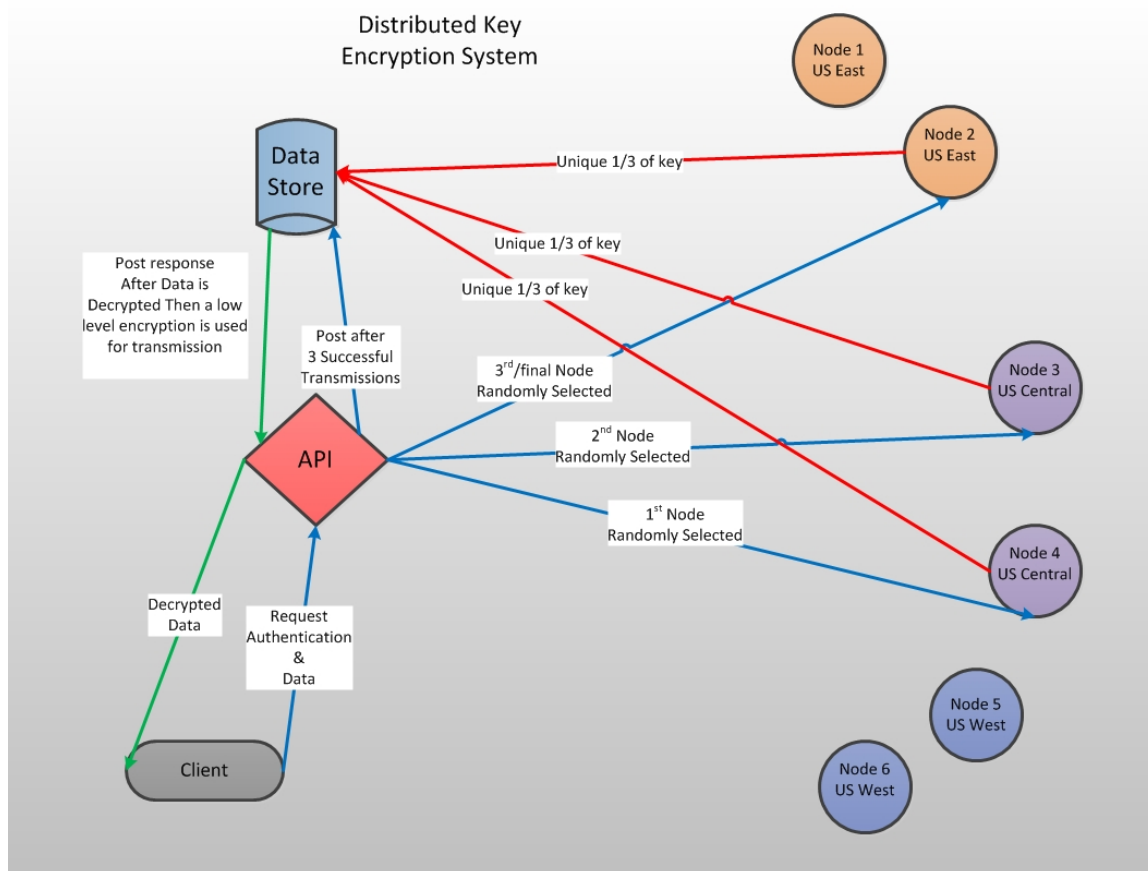 Distributed Key
Encryption System
Node 1
US East
Node 2
US East
Data
Store
Unique 1/3 of key
Unique 1/3 of key
Unique 1/3 of key
Post response
After Data is
Decrypted Then a low
level encryption is used
for transmission
Post after
3 Successful
Transmissions
3rd/final Node
Randomly Selected
Node 3
US Central
2nd Node
Randomly Selected
API
1st Node
Randomly Selected
Node 4
US Central
Decrypted
Data
Request
Authentication
&
Data
Node 5
US West
Client
Node 6
US West